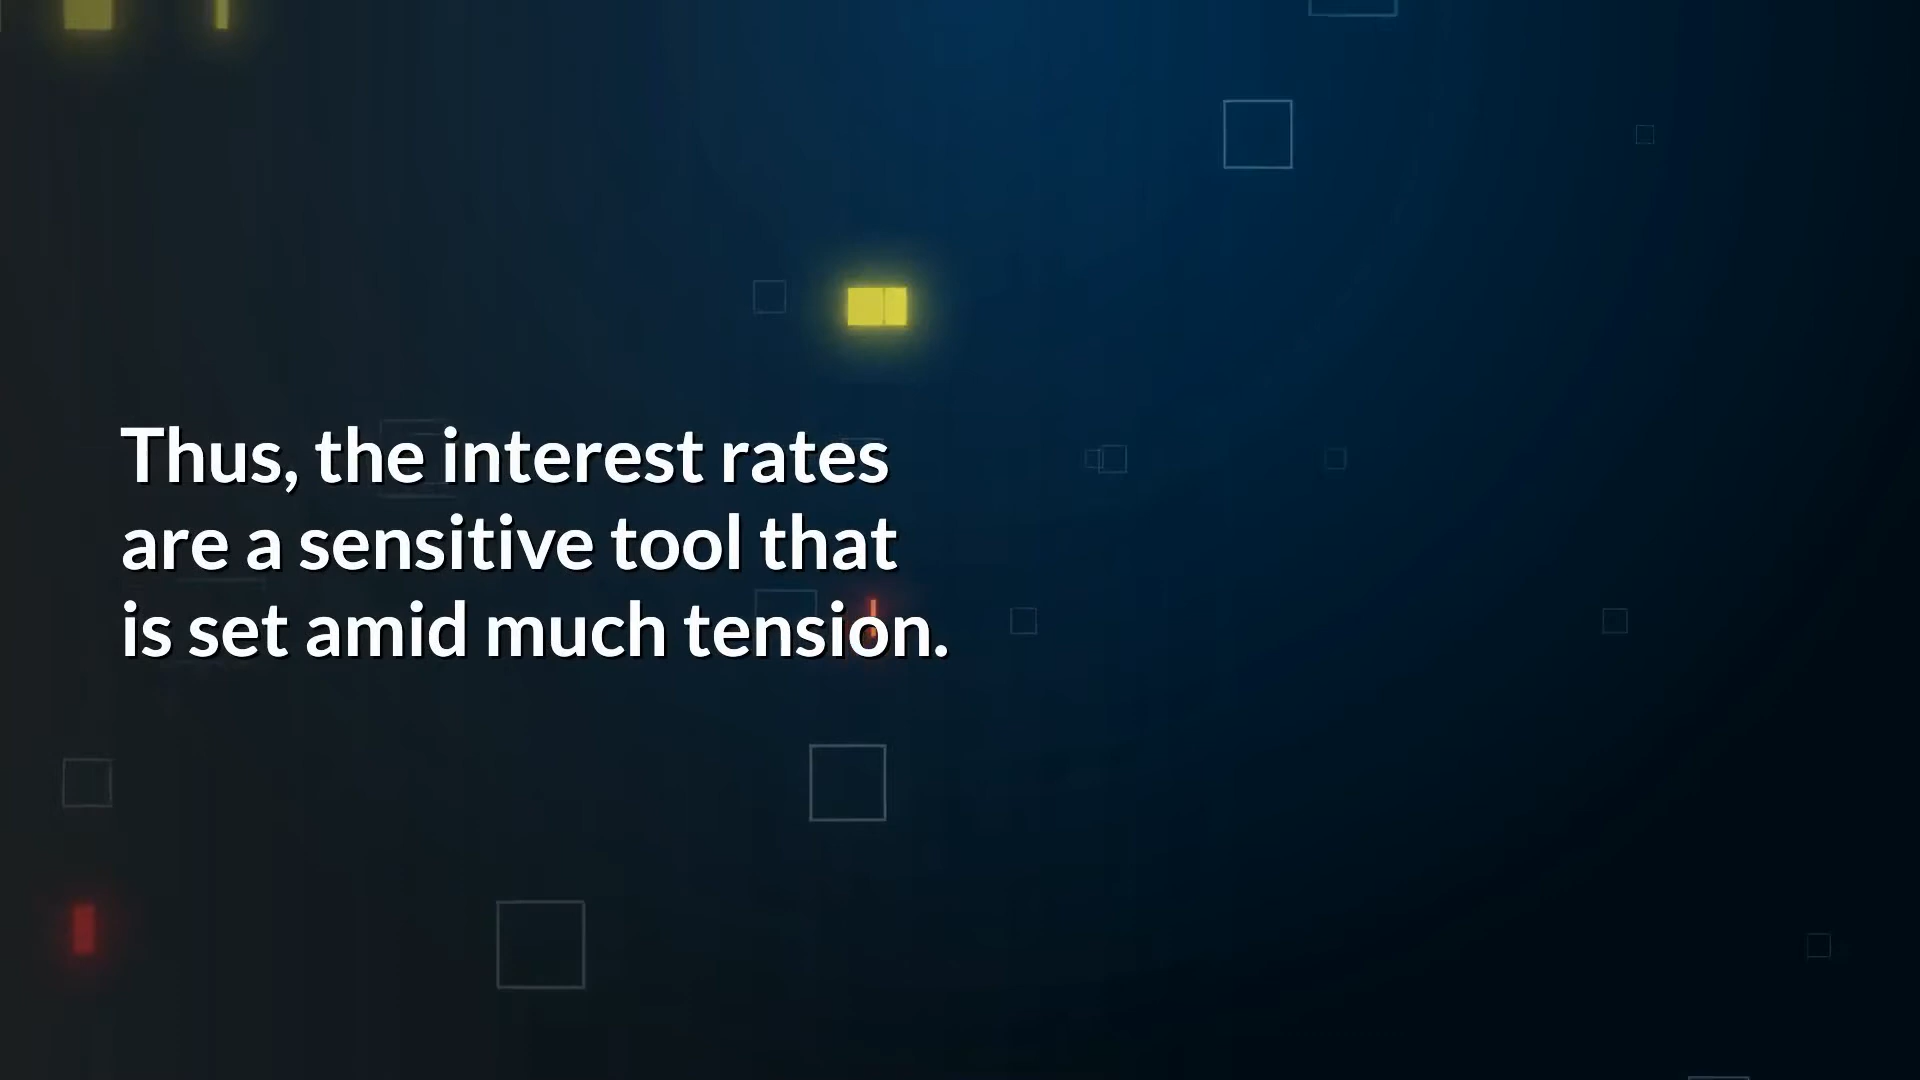 Thus, the interest rates
are a sensitive tool that
is set amid much tension.